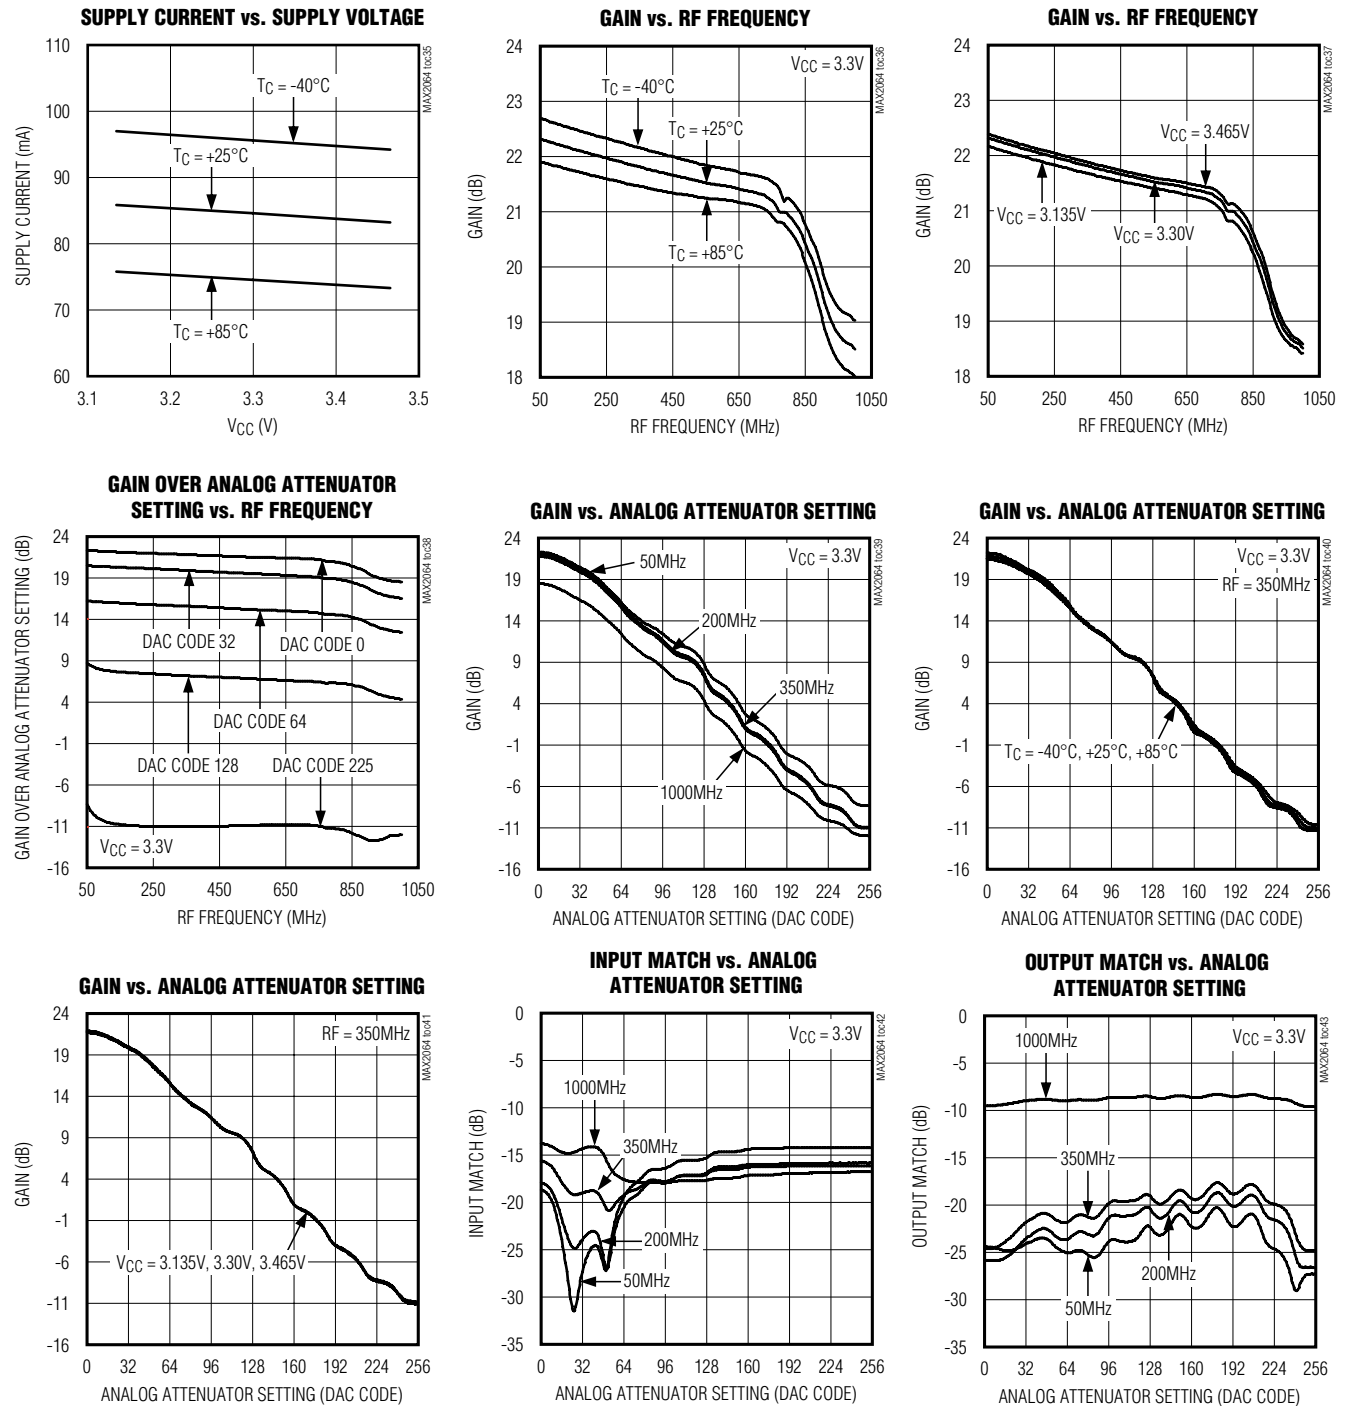 SUPPLY CURRENT vs. SUPPLY VOLTAGE
SUPPLY CURRENT (mA)
110
100
90
80
70
60
3.1
3.2
3.3
3.4
3.5
VCC (V)
TC = -40°C
TC = +25°C
TC = +85°C
MAX2064 toc35
GAIN vs. RF FREQUENCY
GAIN (dB)
24
23
22
21
20
19
18
50
250
450
650
850
1050
RF FREQUENCY (MHz)
VCC = 3.3V
TC = -40°C
TC = +25°C
TC = +85°C
MAX2064 toc36
GAIN vs. RF FREQUENCY
GAIN (dB)
24
23
22
21
20
19
18
50
250
450
650
850
1050
RF FREQUENCY (MHz)
VCC = 3.465V
VCC = 3.135V
VCC = 3.30V
MAX2064 toc37
GAIN OVER ANALOG ATTENUATOR
SETTING vs. RF FREQUENCY
GAIN OVER ANALOG ATTENUATOR SETTING (dB)
24
19
14
9
4
-1
-6
-11
-16
50
250
450
650
850
1050
RF FREQUENCY (MHz)
DAC CODE 32
DAC CODE 0
DAC CODE 64
DAC CODE 128
DAC CODE 225
VCC = 3.3V
MAX2064 toc38
GAIN vs. ANALOG ATTENUATOR SETTING
GAIN (dB)
24
19
14
9
4
-1
-6
-11
-16
0
32
64
96
128
160
192
224
256
ANALOG ATTENUATOR SETTING (DAC CODE)
VCC = 3.3V
50MHz
200MHz
350MHz
1000MHz
MAX2064 toc39
GAIN vs. ANALOG ATTENUATOR SETTING
GAIN (dB)
24
19
14
9
4
-1
-6
-11
-16
0
32
64
96
128
160
192
224
256
ANALOG ATTENUATOR SETTING (DAC CODE)
VCC = 3.3V
RF = 350MHz
TC = -40°C, +25°C, +85°C
MAX2064 toc40
GAIN vs. ANALOG ATTENUATOR SETTING
GAIN (dB)
24
19
14
9
4
-1
-6
-11
-16
0
32
64
96
128
160
192
224
256
ANALOG ATTENUATOR SETTING (DAC CODE)
RF = 350MHz
VCC = 3.135V, 3.30V, 3.465V
MAX2064 toc41
INPUT MATCH vs. ANALOG
ATTENUATOR SETTING
INPUT MATCH (dB)
0
-5
-10
-15
-20
-25
-30
-35
0
32
64
96
128
160
192
224
256
ANALOG ATTENUATOR SETTING (DAC CODE)
VCC = 3.3V
1000MHz
350MHz
200MHz
50MHz
MAX2064 toc42
OUTPUT MATCH vs. ANALOG
ATTENUATOR SETTING
OUTPUT MATCH (dB)
0
-5
-10
-15
-20
-25
-30
-35
0
32
64
96
128
160
192
224
256
ANALOG ATTENUATOR SETTING (DAC CODE)
1000MHz
VCC = 3.3V
350MHz
200MHz
50MHz
MAX2064 toc43